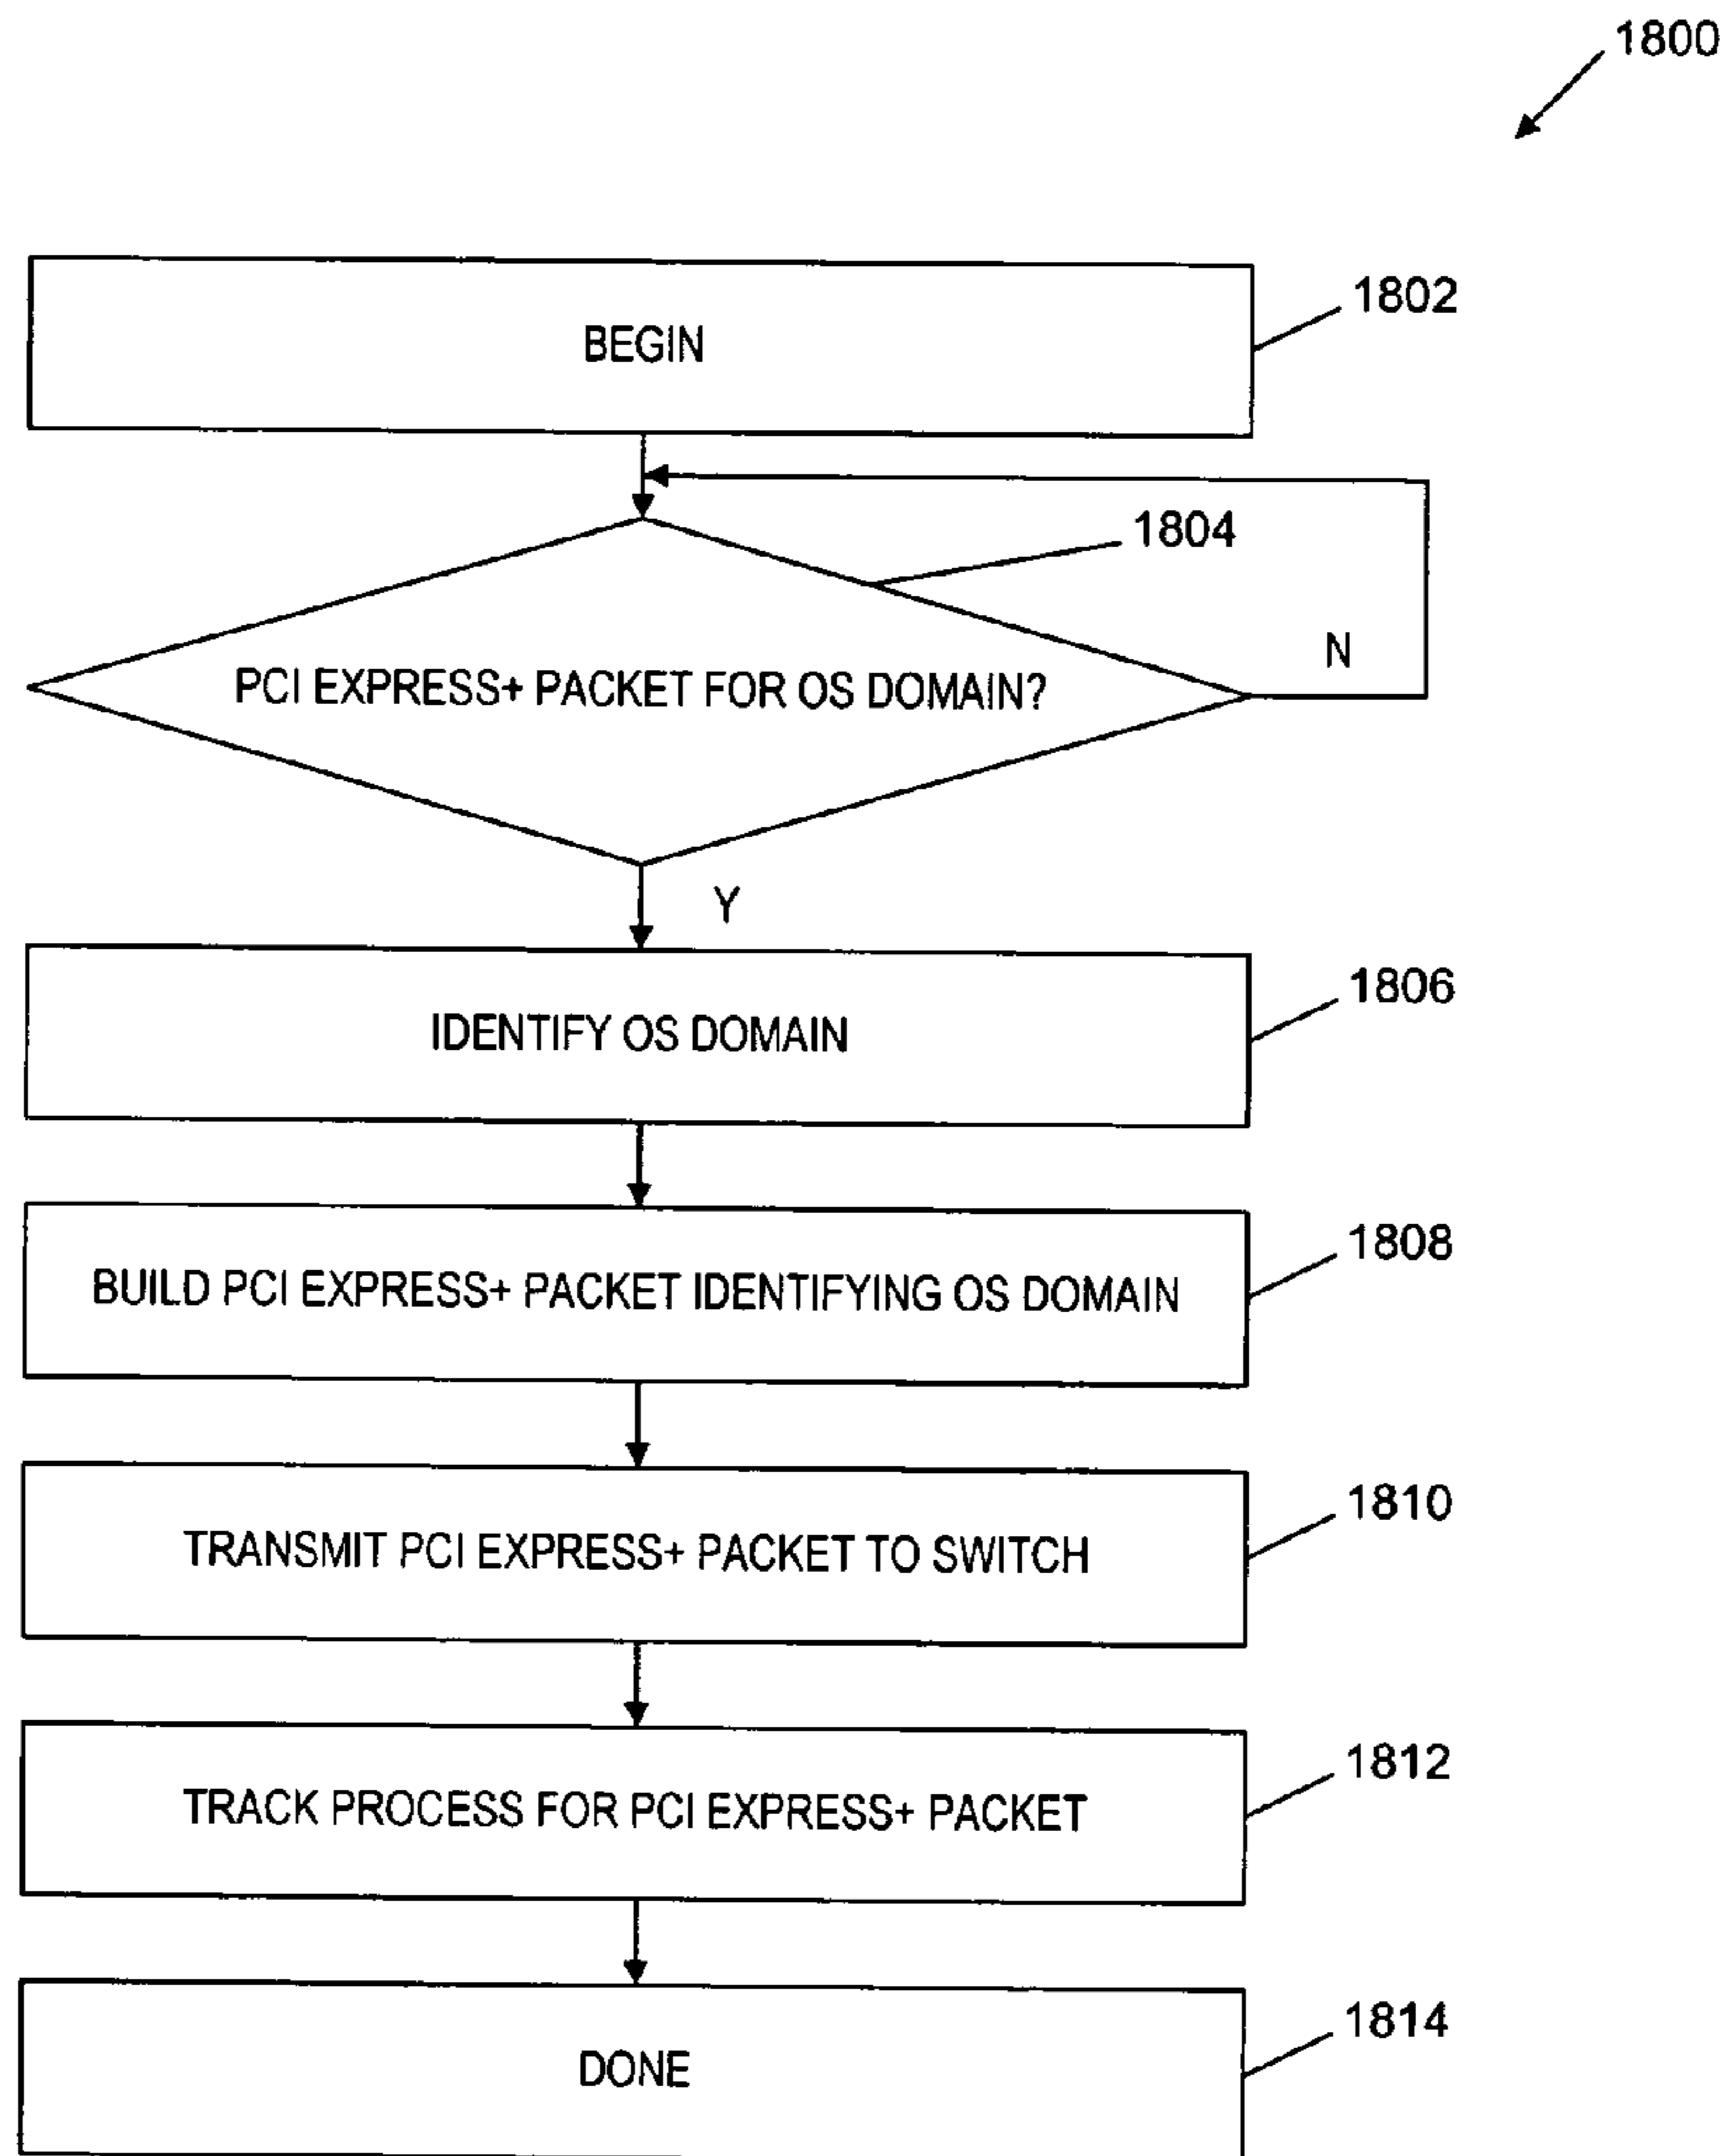 1800
BEGIN
1802
1804
PCI EXPRESS+ PACKET FOR OS DOMAIN?
N
Y
IDENTIFY OS DOMAIN
1806
BUILD PCI EXPRESS+ PACKET IDENTIFYING OS DOMAIN
1808
TRANSMIT PCI EXPRESS+ PACKET TO SWITCH
1810
TRACK PROCESS FOR PCI EXPRESS+ PACKET
1812
DONE
1814